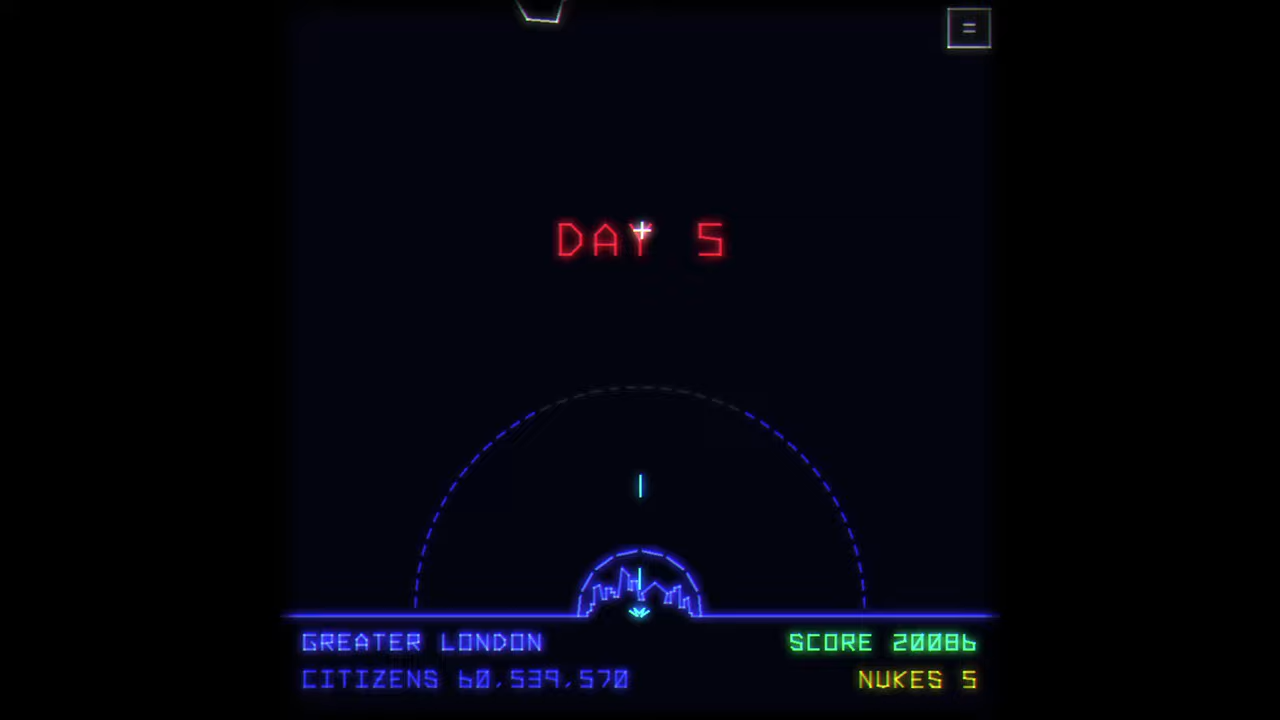 DAY 5
GREATER LONDON
SCORE 20086
CITIZENS 60,539,570
NUKES 5